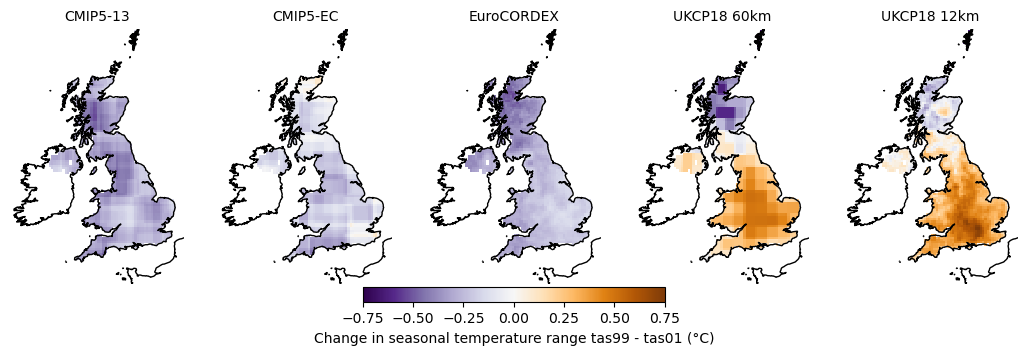 CMIP5-13 CMIP5-EC EuroCORDEX UKCP18 60km UKCP18 12km
−0.75 −0.50 −0.25 0.00 0.25 0.50 0.75
Change in seasonal temperature range tas99 - tas01 (°C)